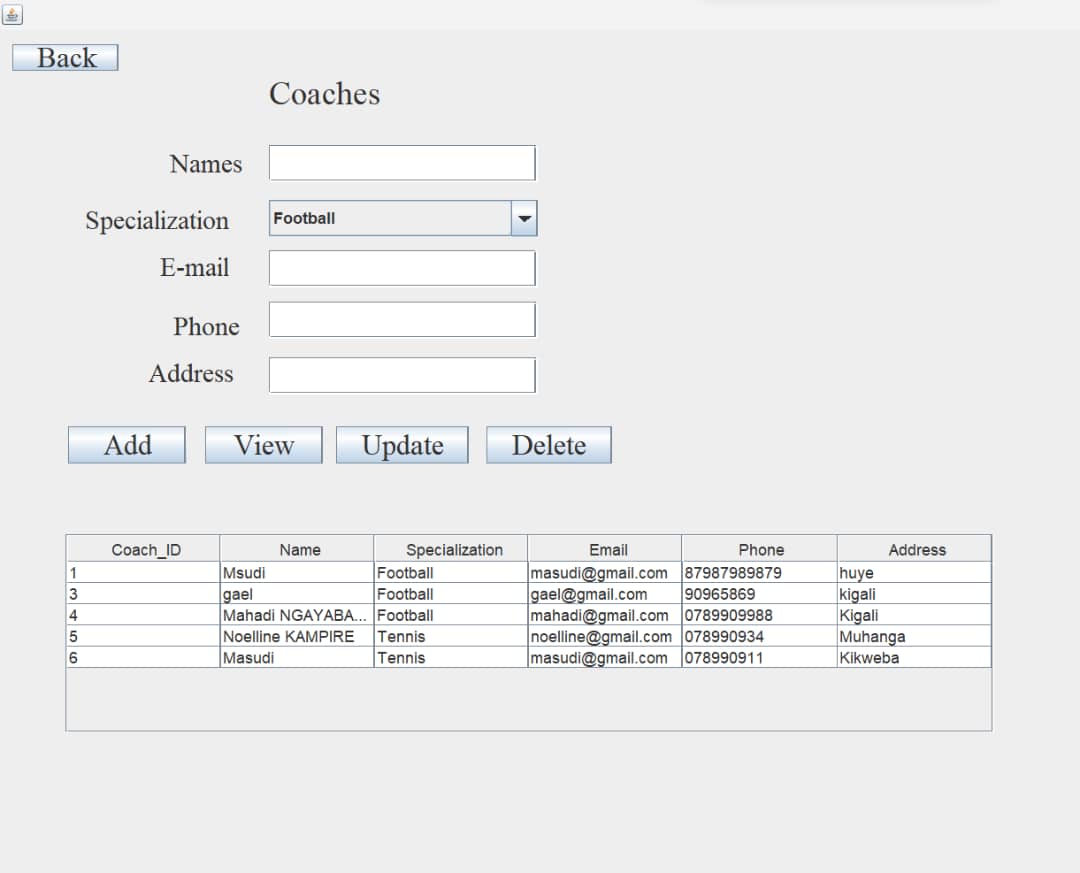 Back
Coaches
Names
Specialization Football
E-mail
Phone
Address
Add View Update Delete
Coach_ID Name Specialization Email Phone Address
1 Msudi Football masudi@gmail.com 87987989879 huye
3 gael Football gael@gmail.com 90965869 kigali
4 Mahadi NGAYABA... Football mahadi@gmail.com 0789909988 Kigali
5 Noelline KAMPIRE Tennis noelline@gmail.com 078990934 Muhanga
6 Masudi Tennis masudi@gmail.com 078990911 Kikweba